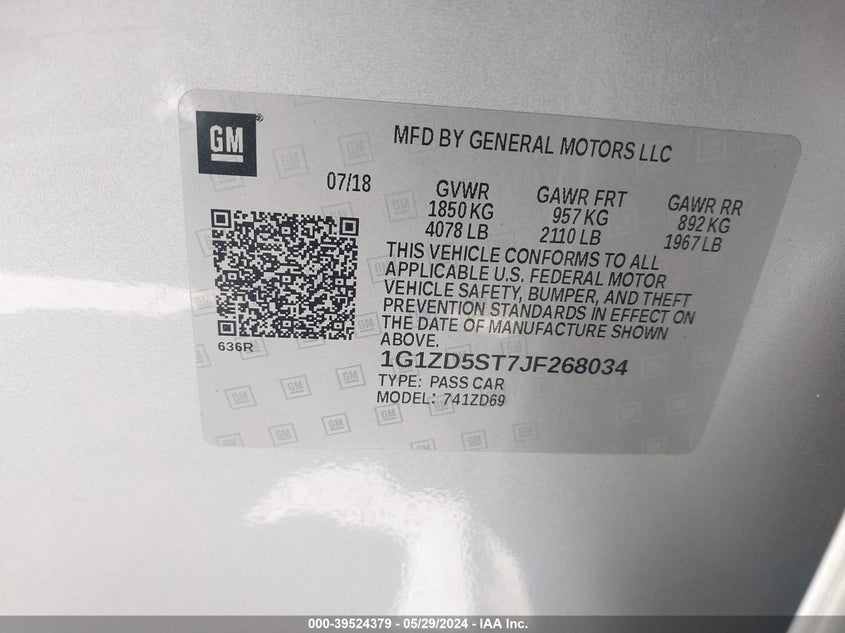 GM
MFD BY GENERAL MOTORS LLC
07/18
GVWR
1850 KG
4078 LB
GAWR FRT
957 KG
2110 LB
GAWR RR
892 KG
1967 LB
THIS VEHICLE CONFORMS TO ALL
APPLICABLE U.S. FEDERAL MOTOR
VEHICLE SAFETY, BUMPER, AND THEFT
PREVENTION STANDARDS IN EFFECT ON
THE DATE OF MANUFACTURE SHOWN
ABOVE.
636R
1G1ZD5ST7JF268034
TYPE: PASS CAR
MODEL: 741ZD69
000-39524379 - 05/29/2024 - IAA Inc.